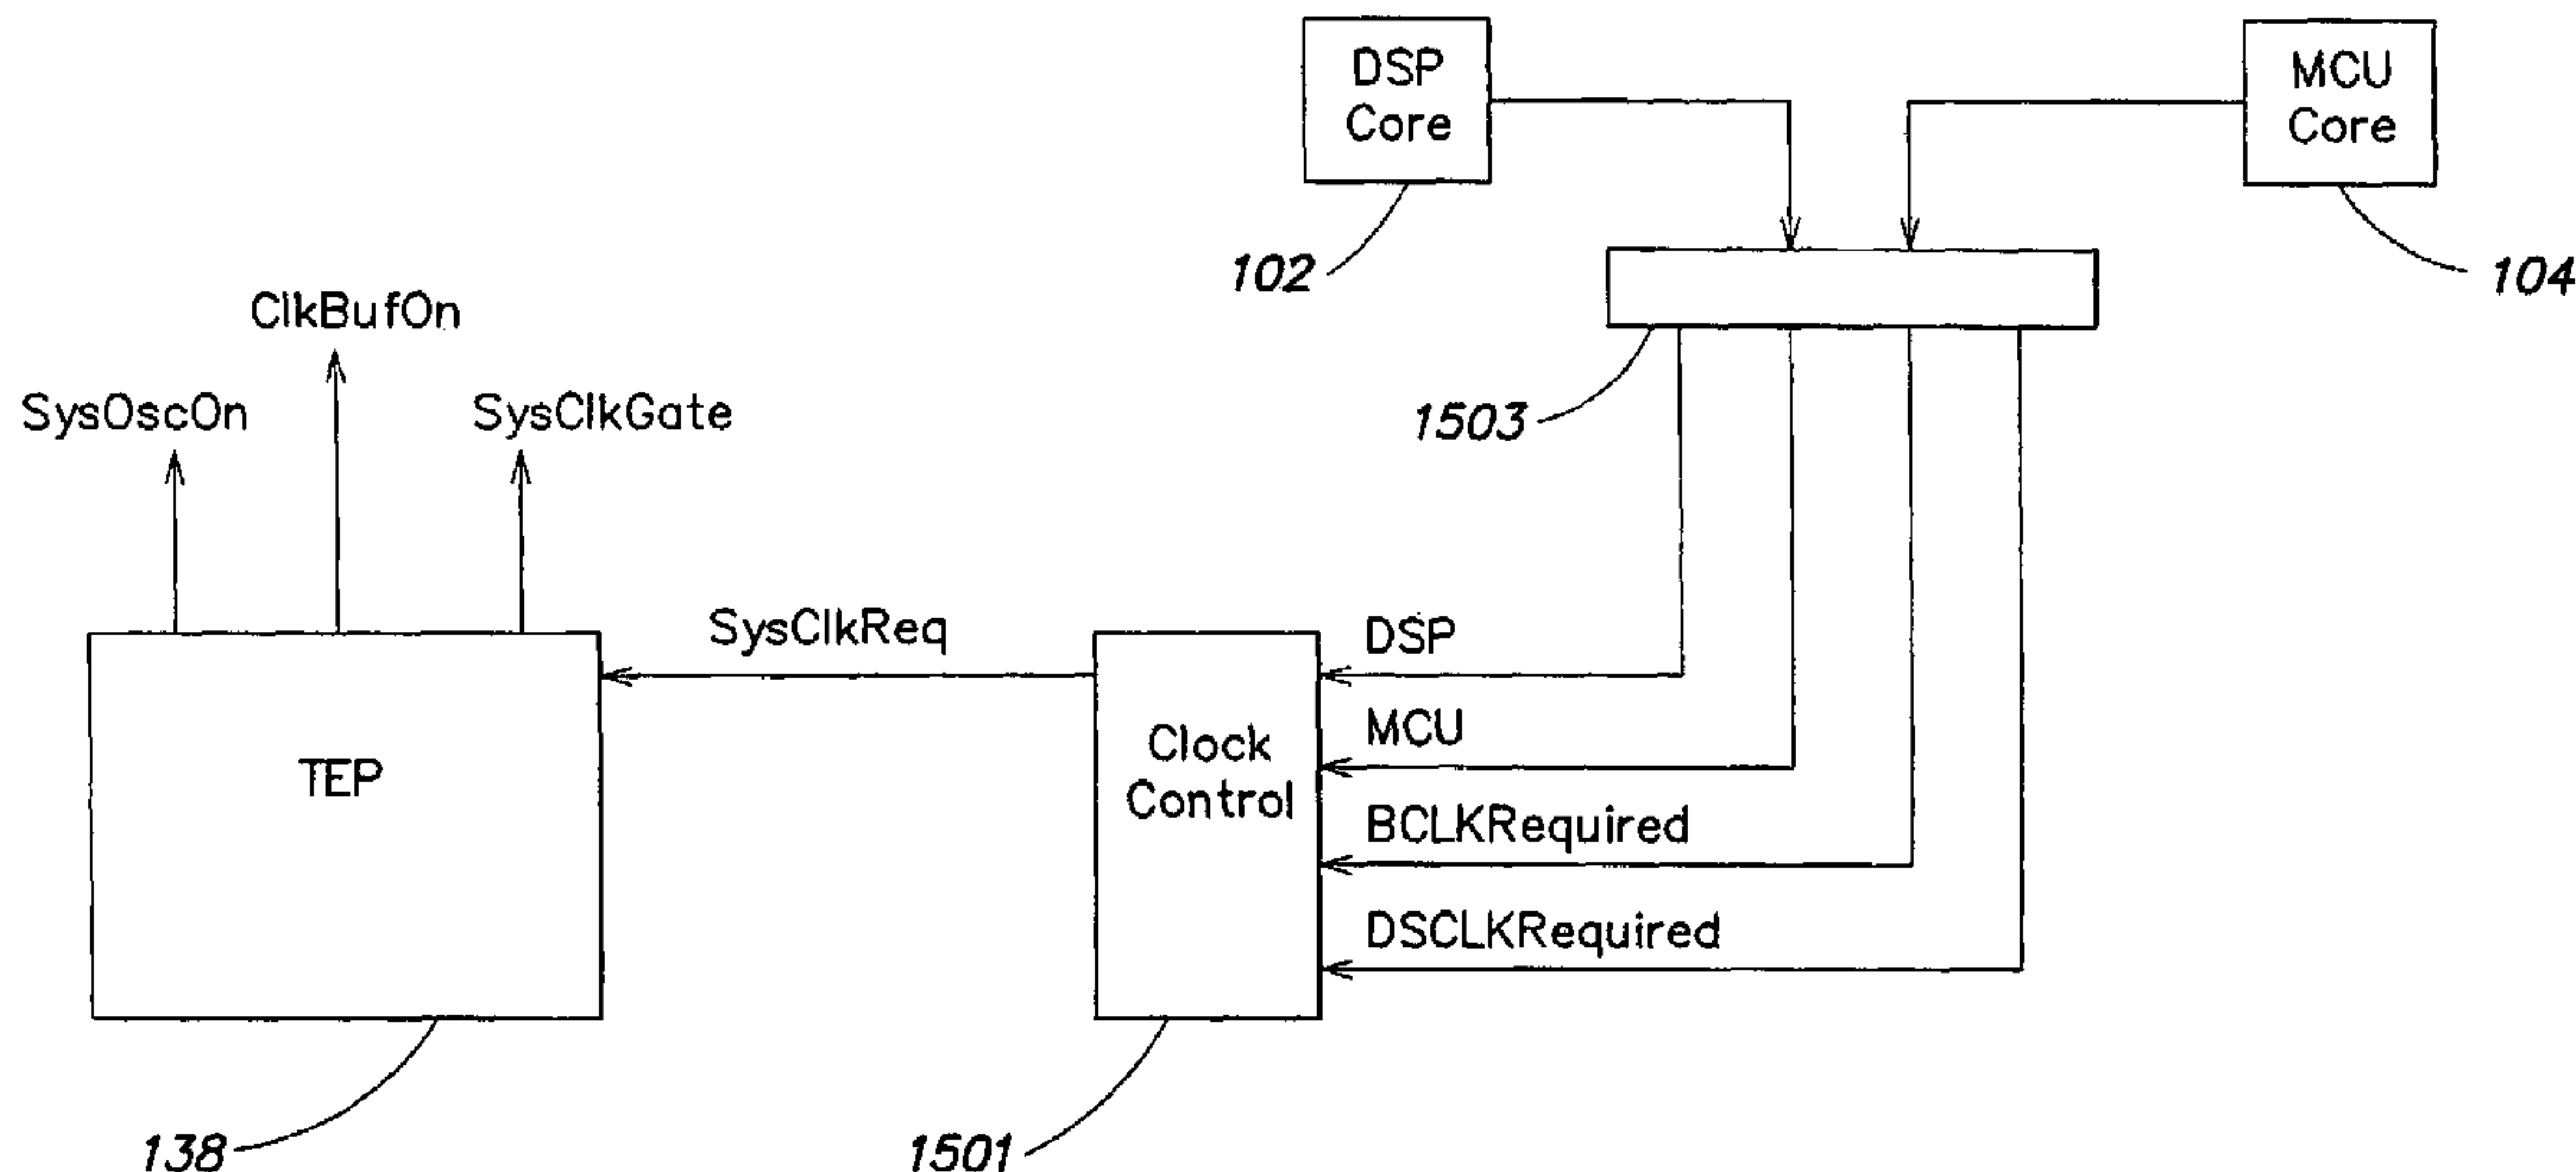 DSP
Core
MCU
Core
102
104
ClkBufOn
SysOscOn
SysClkGate
1503
SysClkReq
DSP
MCU
BCLKRequired
DSCLKRequired
TEP
Clock
Control
138
1501